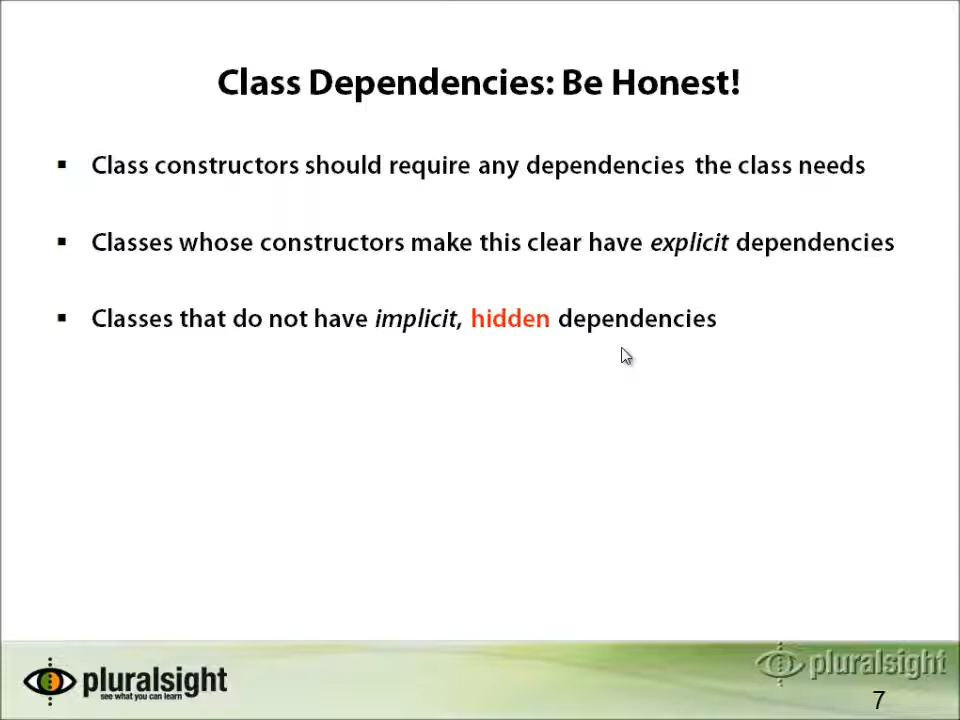 Class Dependencies: Be Honest!
▪ Class constructors should require any dependencies the class needs
▪ Classes whose constructors make this clear have explicit dependencies
▪ Classes that do not have implicit, hidden dependencies
pluralsight
see what you can learn
pluralsight
7